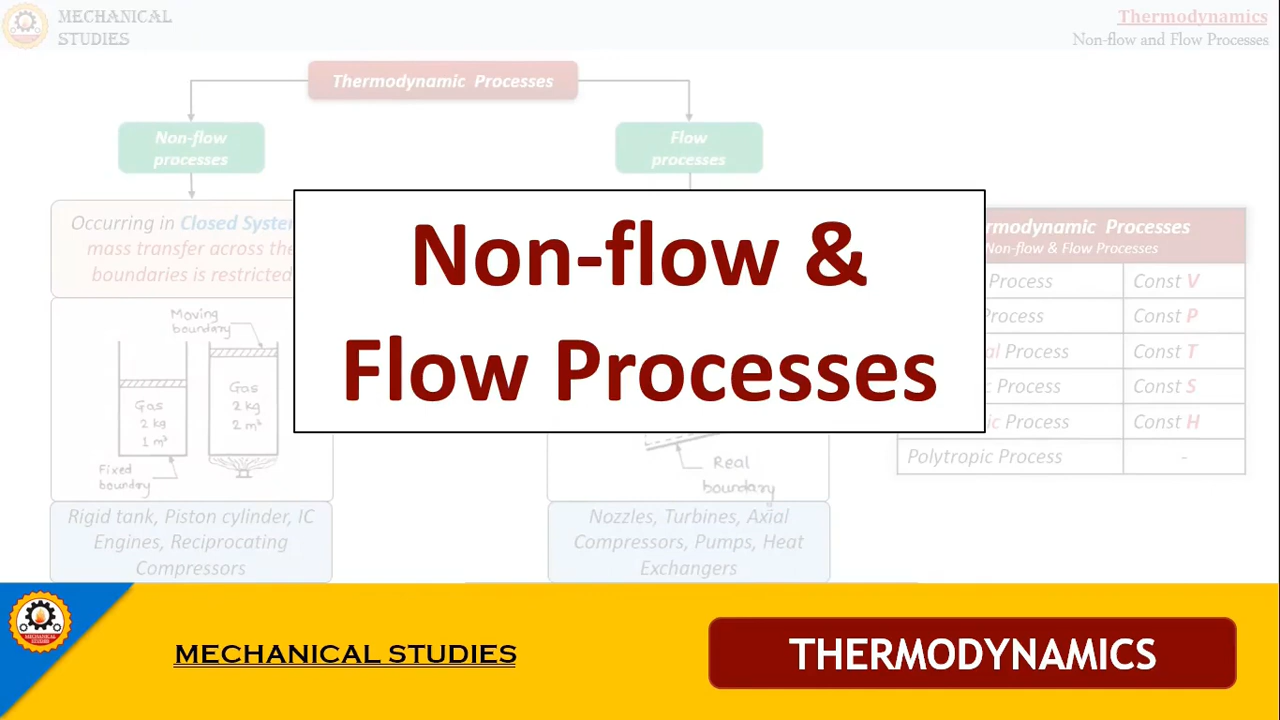 MECHANICAL
STUDIES
Thermodynamics
Non-flow and Flow Processes
Thermodynamic Processes
Non-flow
processes
Flow
processes
Occurring in Closed
mass transfer across
boundaries is restricted
Moving
boundary
Gas
2 kg
1 m³
Gas
2 kg
2 m³
Fixed
boundry
Rigid tank, Piston cylinder, IC
Engines, Reciprocating
Compressors
Non-flow &
Flow Processes
Real
boundary
Nozzles, Turbines, Axial
Compressors, Pumps, Heat
Exchangers
Processes
Non-flow & Flow Processes
Process Const V
Process Const P
Process Const T
Process Const S
Process Const H
Polytropic Process -
MECHANICAL STUDIES
THERMODYNAMICS